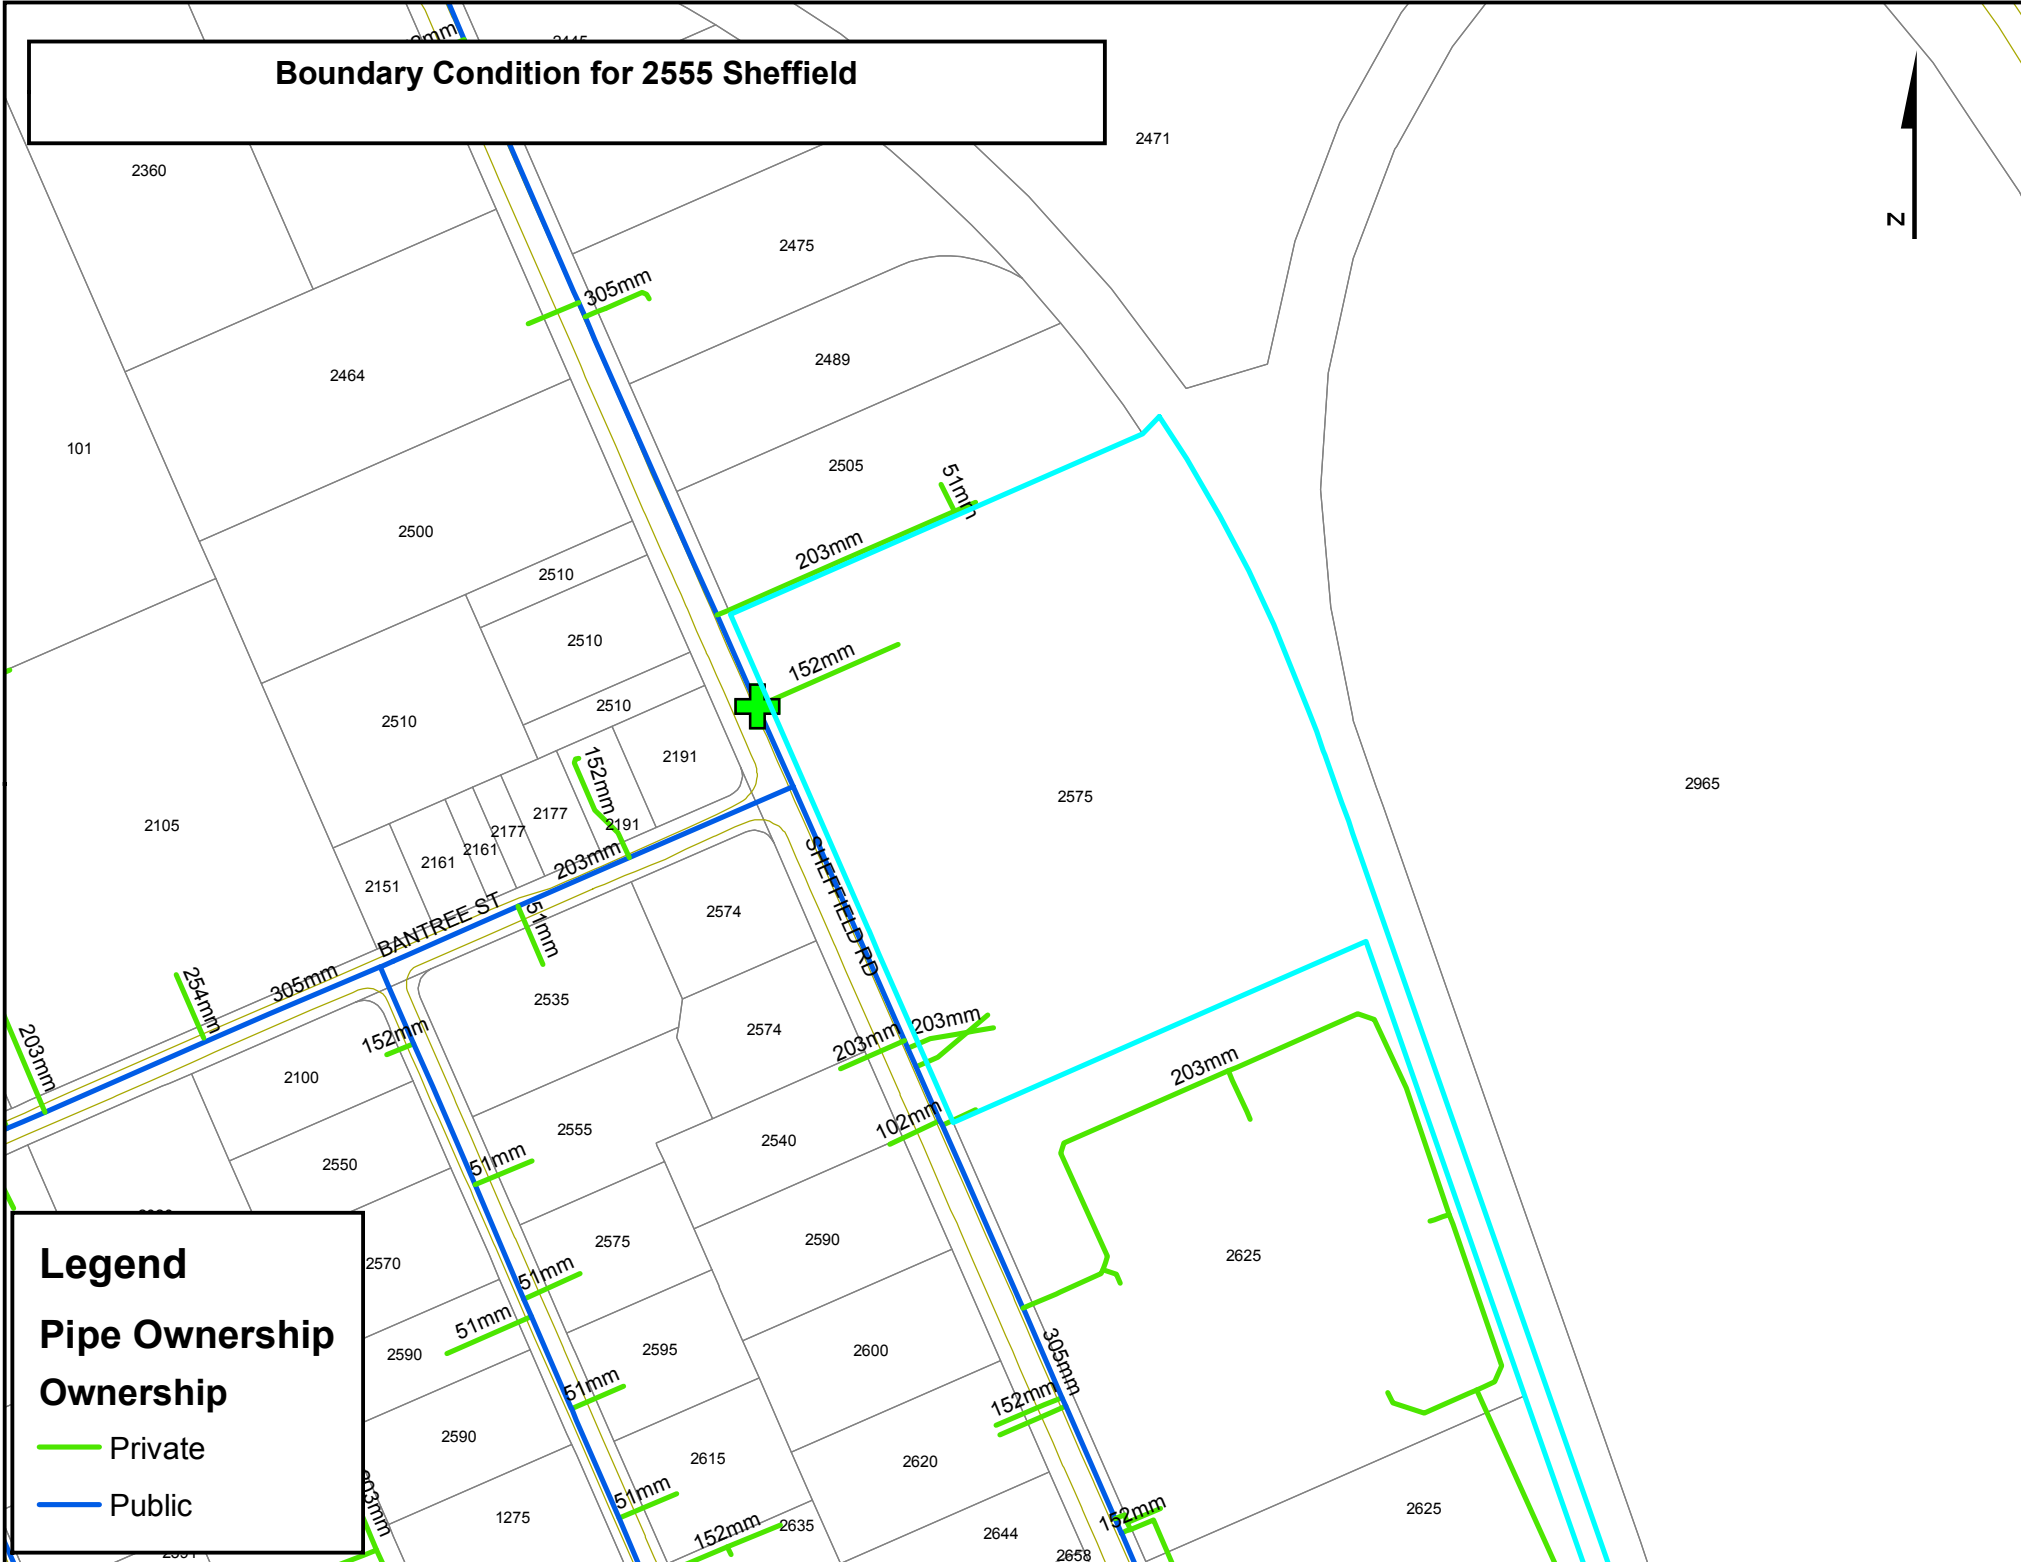 Boundary Condition for 2555 Sheffield
2471
2360
2475
305mm
2489
2464
Z
101
2505
51mm
2500
203mm
2510
2510
152mm
2510
2510
2191
152mm
2575
2965
2105
2177
2191
2177
2161
2161
203mm
2151
SHEFFIELD RD
BANTREE ST
51mm
2574
254mm
305mm
2535
203mm
152mm
2574
203mm
203mm
2100
203mm
102mm
2555
2540
2550
51mm
2575
2590
2625
2570
51mm
51mm
2590
2595
2600
305mm
51mm
152mm
2590
2615
2620
51mm
152mm
2625
1275
152mm
2635
2644
2658
Legend
Pipe Ownership
Ownership
Private
Public